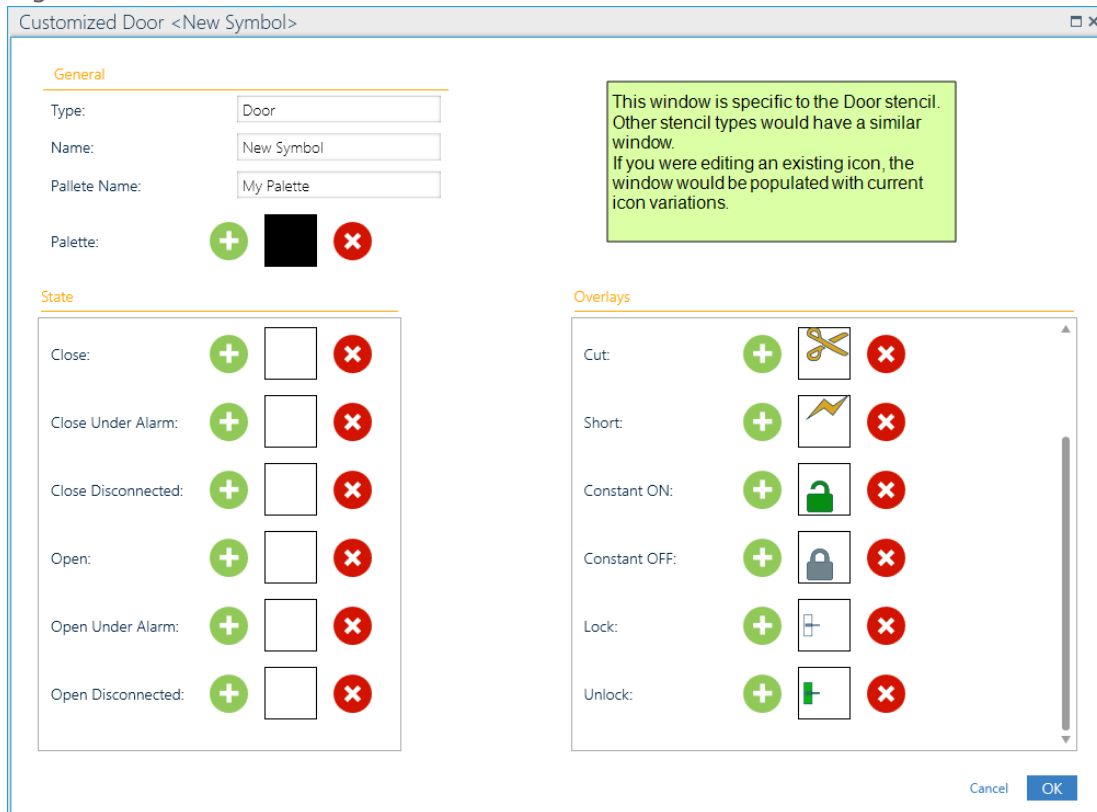 Customized Door <New Symbol>
General
Type:
Door
Name:
New Symbol
Pallete Name:
My Palette
Palette:
This window is specific to the Door stencil.
Other stencil types would have a similar
window.
If you were editing an existing icon, the
window would be populated with current
icon variations.
State
Close:
Close Under Alarm:
Close Disconnected:
Open:
Open Under Alarm:
Open Disconnected:
Overlays
Cut:
Short:
Constant ON:
Constant OFF:
Lock:
Unlock:
Cancel
OK